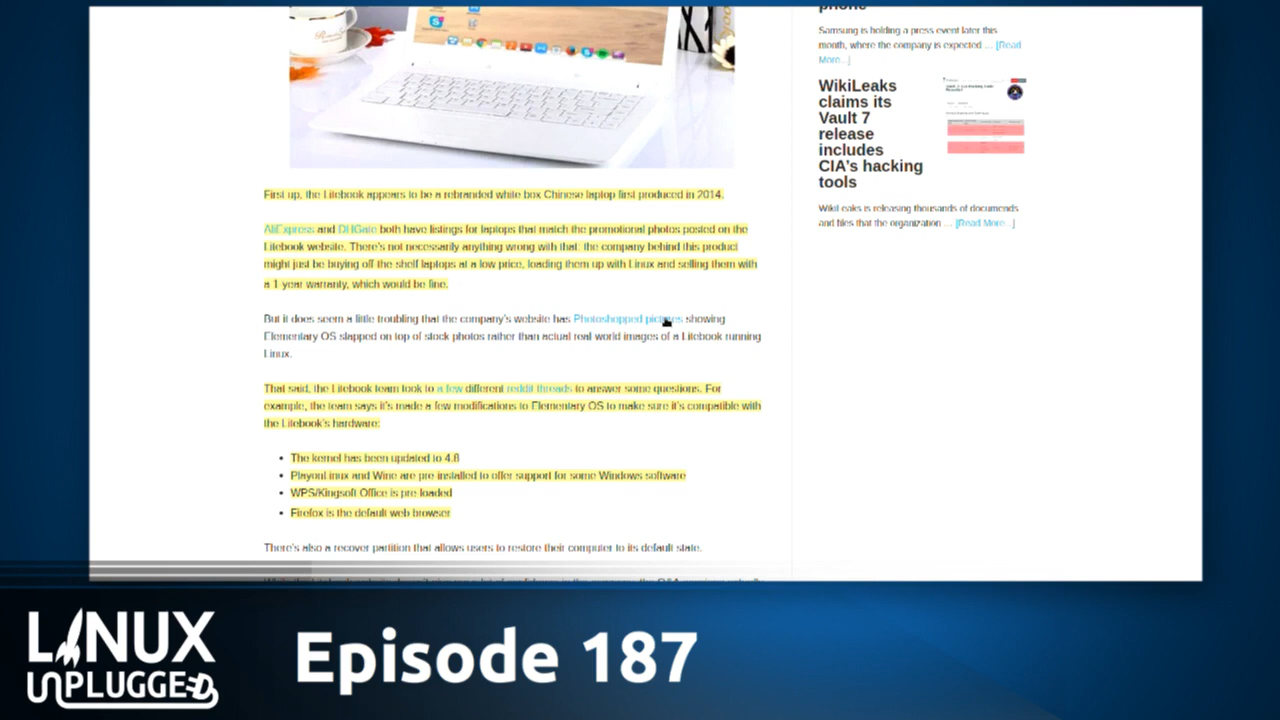 First up, the Litebook appears to be a rebranded white box Chinese laptop first produced in 2014.
AliExpress and DHGate both have listings for laptops that match the promotional photos posted on the
Litebook website. There's not necessarily anything wrong with that: the company behind this product
might just be buying off-the-shelf laptops at a low price, loading them up with Linux and selling them with
a 1-year warranty, which would be fine.
But it does seem a little troubling that the company's website has Photoshopped pictures showing
Elementary OS slapped on top of stock photos rather than actual real world images of a Litebook running
Linux.
That said, the Litebook team took to a few different reddit threads to answer some questions. For
example, the team says it's made a few modifications to Elementary OS to make sure it's compatible with
the Litebook's hardware:
• The kernel has been updated to 4.8
• PlayonLinux and Wine are pre-installed to offer support for some Windows software
• WPS/Kingsoft Office is pre-loaded
• Firefox is the default web browser
There's also a recover partition that allows users to restore their computer to its default state.
phone
Samsung is holding a press event later this
month, where the company is expected … [Read
More...]
WikiLeaks
claims its
Vault 7
release
includes
CIA's hacking
tools
WikiLeaks is releasing thousands of documents
and files that the organization … [Read More...]
LINUX
UNPLUGGED
Episode 187